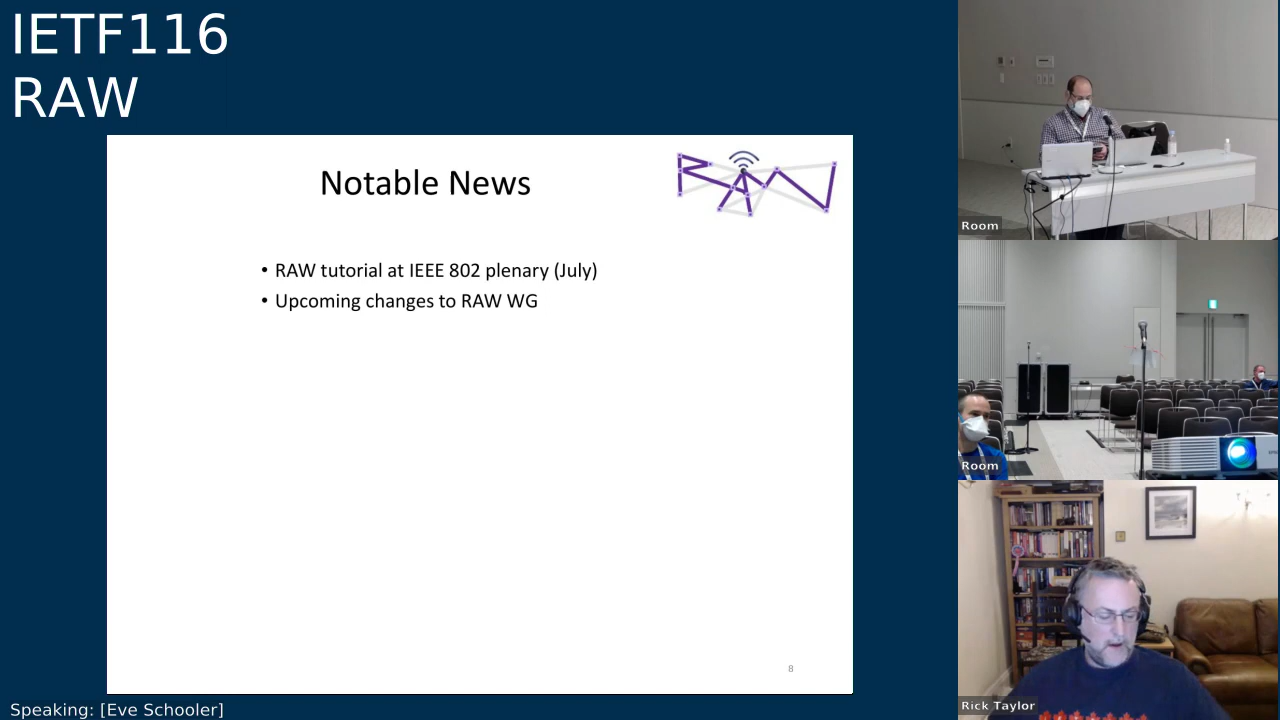 IETF116
RAW
Notable News
RAW
• RAW tutorial at IEEE 802 plenary (July)
• Upcoming changes to RAW WG
8
Speaking: [Eve Schooler]
Room
Room
Rick Taylor